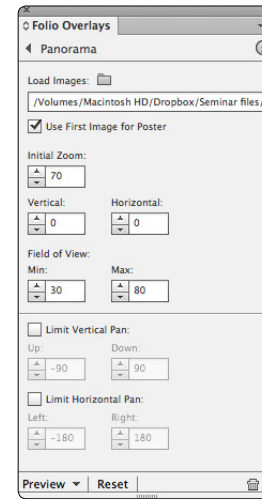 Folio Overlays
Panorama
Load Images:
/Volumes/Macintosh HD/Dropbox/Seminar files/
Use First Image for Poster
Initial Zoom:
70
Vertical: Horizontal:
0 0
Field of View:
Min: Max:
30 80
Limit Vertical Pan:
Up: Down:
-90 90
Limit Horizontal Pan:
Left: Right:
-180 180
Preview Reset